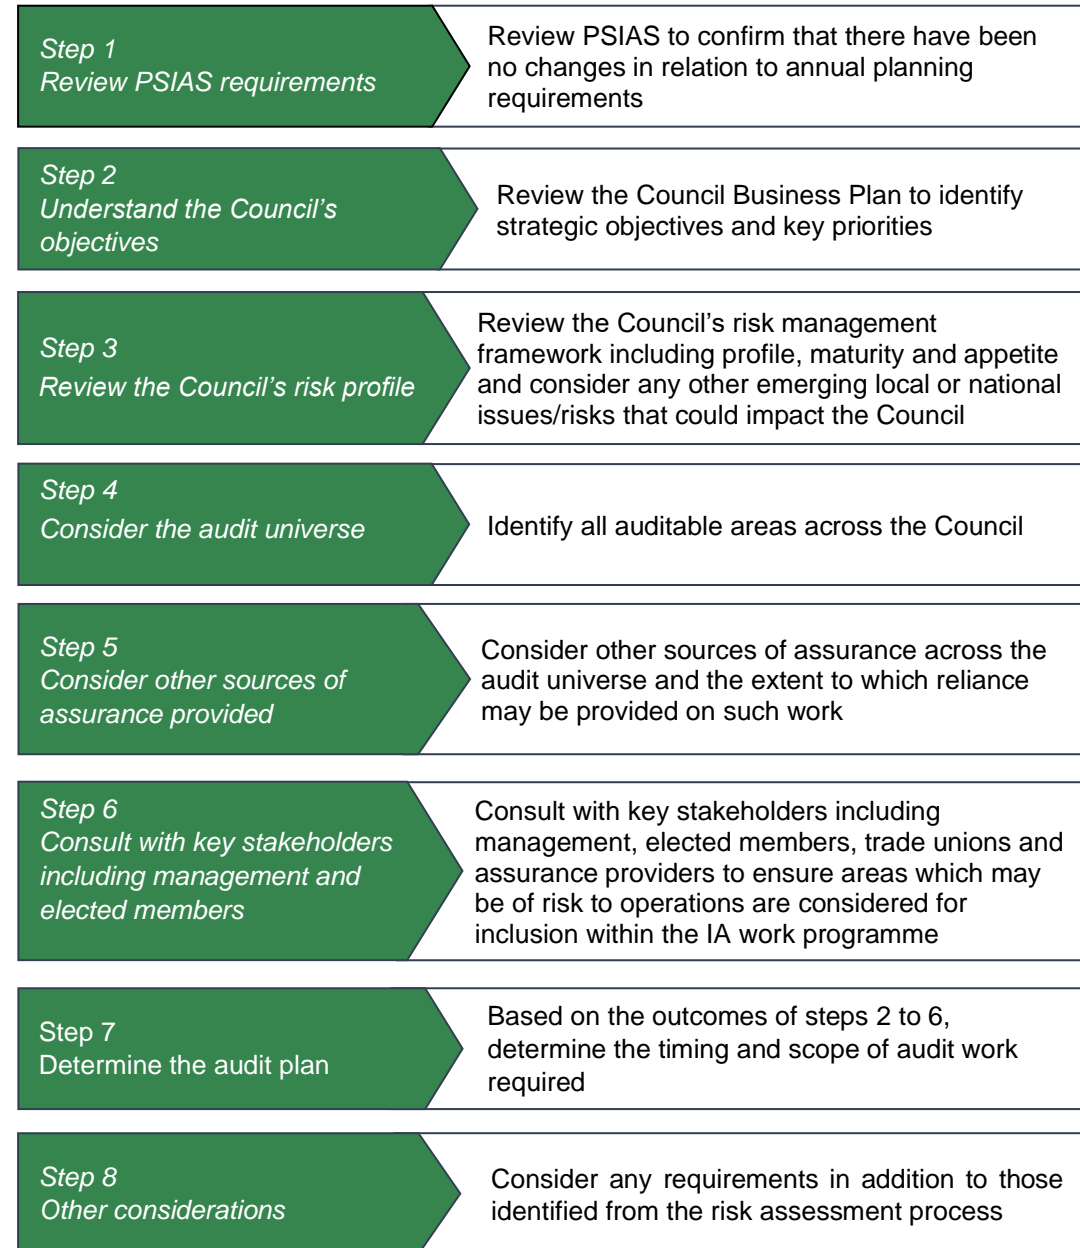 Step 1
Review PSIAS requirements
Review PSIAS to confirm that there have been
no changes in relation to annual planning
requirements
Step 2
Understand the Council's
objectives
Review the Council Business Plan to identify
strategic objectives and key priorities
Step 3
Review the Council's risk profile
Review the Council's risk management
framework including profile, maturity and appetite
and consider any other emerging local or national
issues/risks that could impact the Council
Step 4
Consider the audit universe
Identify all auditable areas across the Council
Step 5
Consider other sources of
assurance provided
Consider other sources of assurance across the
audit universe and the extent to which reliance
may be provided on such work
Step 6
Consult with key stakeholders
including management and
elected members
Consult with key stakeholders including
management, elected members, trade unions and
assurance providers to ensure areas which may
be of risk to operations are considered for
inclusion within the IA work programme
Step 7
Determine the audit plan
Based on the outcomes of steps 2 to 6,
determine the timing and scope of audit work
required
Step 8
Other considerations
Consider any requirements in addition to those
identified from the risk assessment process